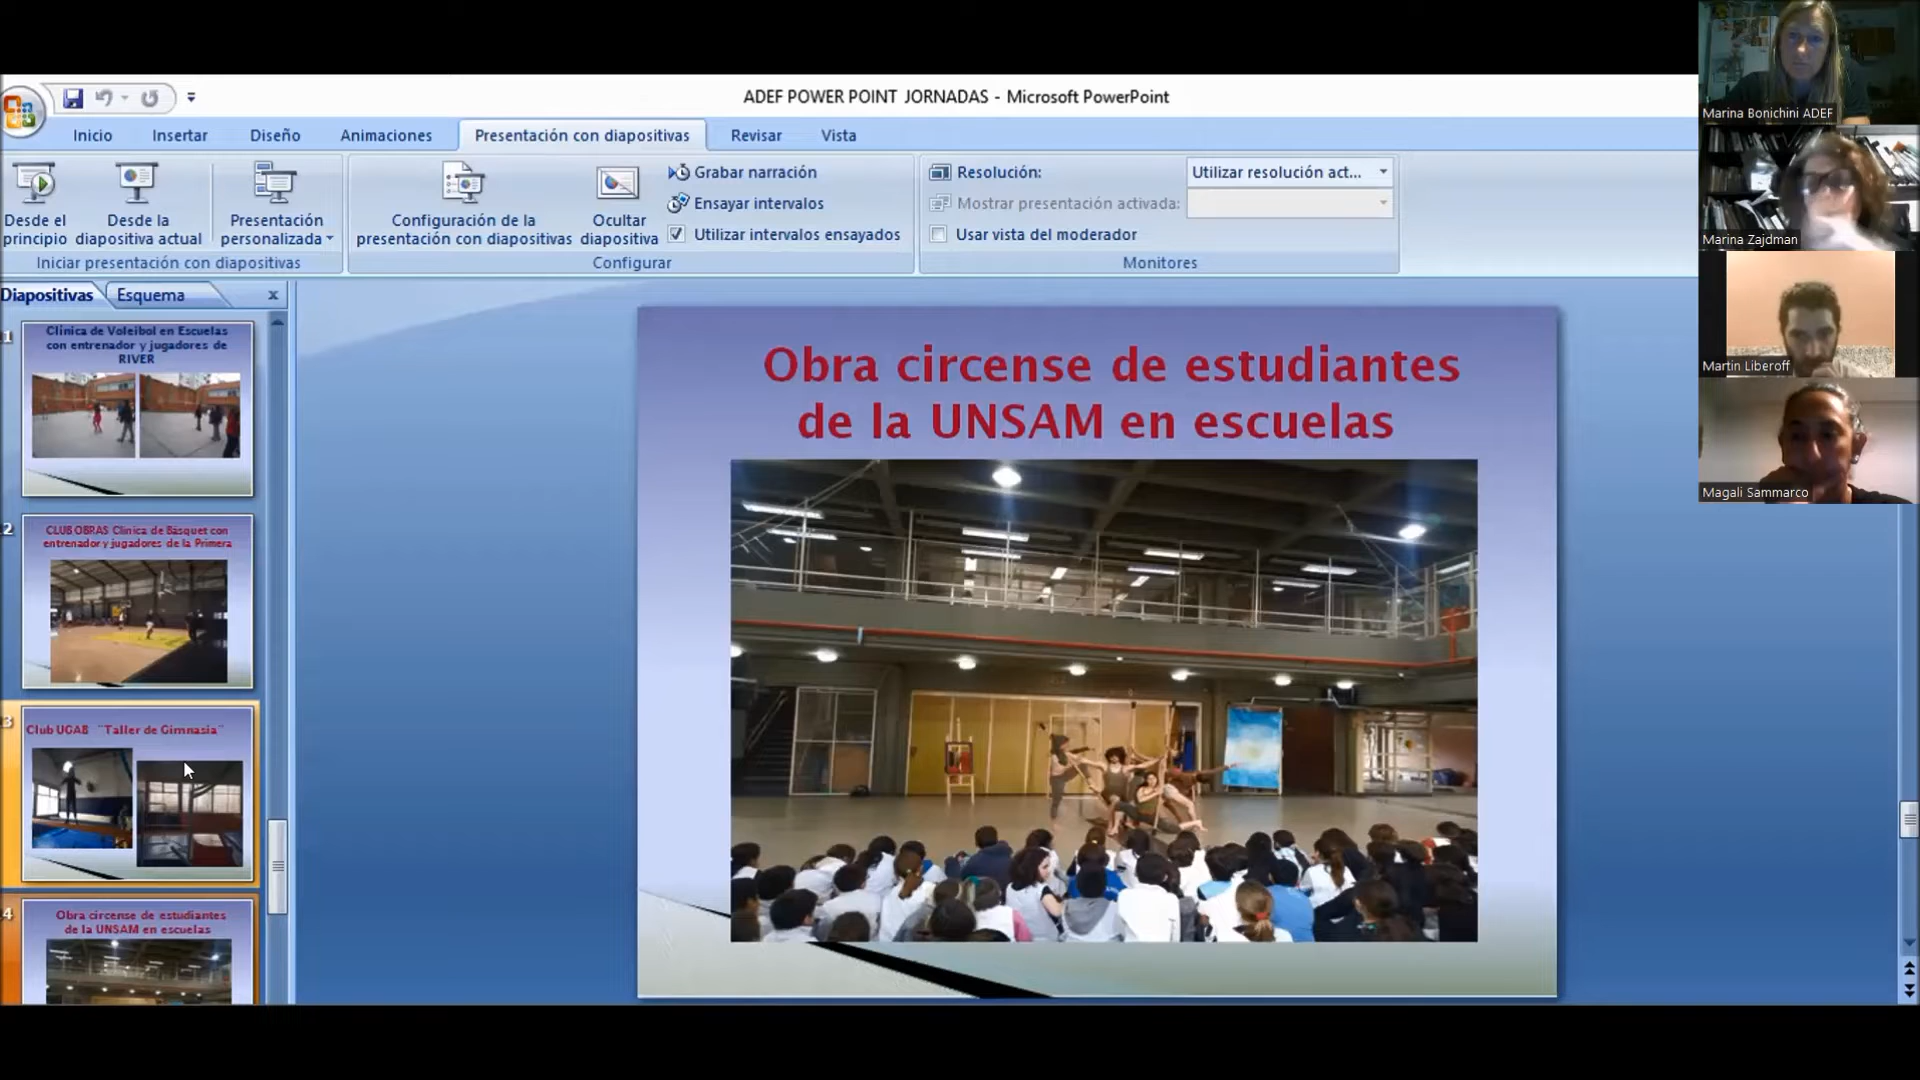 ADEF POWER POINT JORNADAS - Microsoft PowerPoint
Inicio
Insertar
Diseño
Animaciones
Presentación con diapositivas
Revisar
Vista
Desde el
principio
Desde la
diapositiva actual
Presentación
personalizada
Iniciar presentación con diapositivas
Configuración de la
presentación con diapositivas
Ocultar
diapositiva
Grabar narración
Ensayar intervalos
Utilizar intervalos ensayados
Configurar
Resolución:
Utilizar resolución act...
Mostrar presentación activada:
Usar vista del moderador
Monitores
Diapositivas
Esquema
x
1
Clínica de Voleibol en Escuelas
con entrenador y jugadores de
RIVER
2
CLUB OBRAS Clínica de Básquet con
entrenador y jugadores de la Primera
3
Club UGAB ¨Taller de Gimnasia¨
4
Obra circense de estudiantes
de la UNSAM en escuelas
Obra circense de estudiantes
de la UNSAM en escuelas
Marina Bonichini ADEF
Marina Zajdman
Martin Liberoff
Magali Sammarco